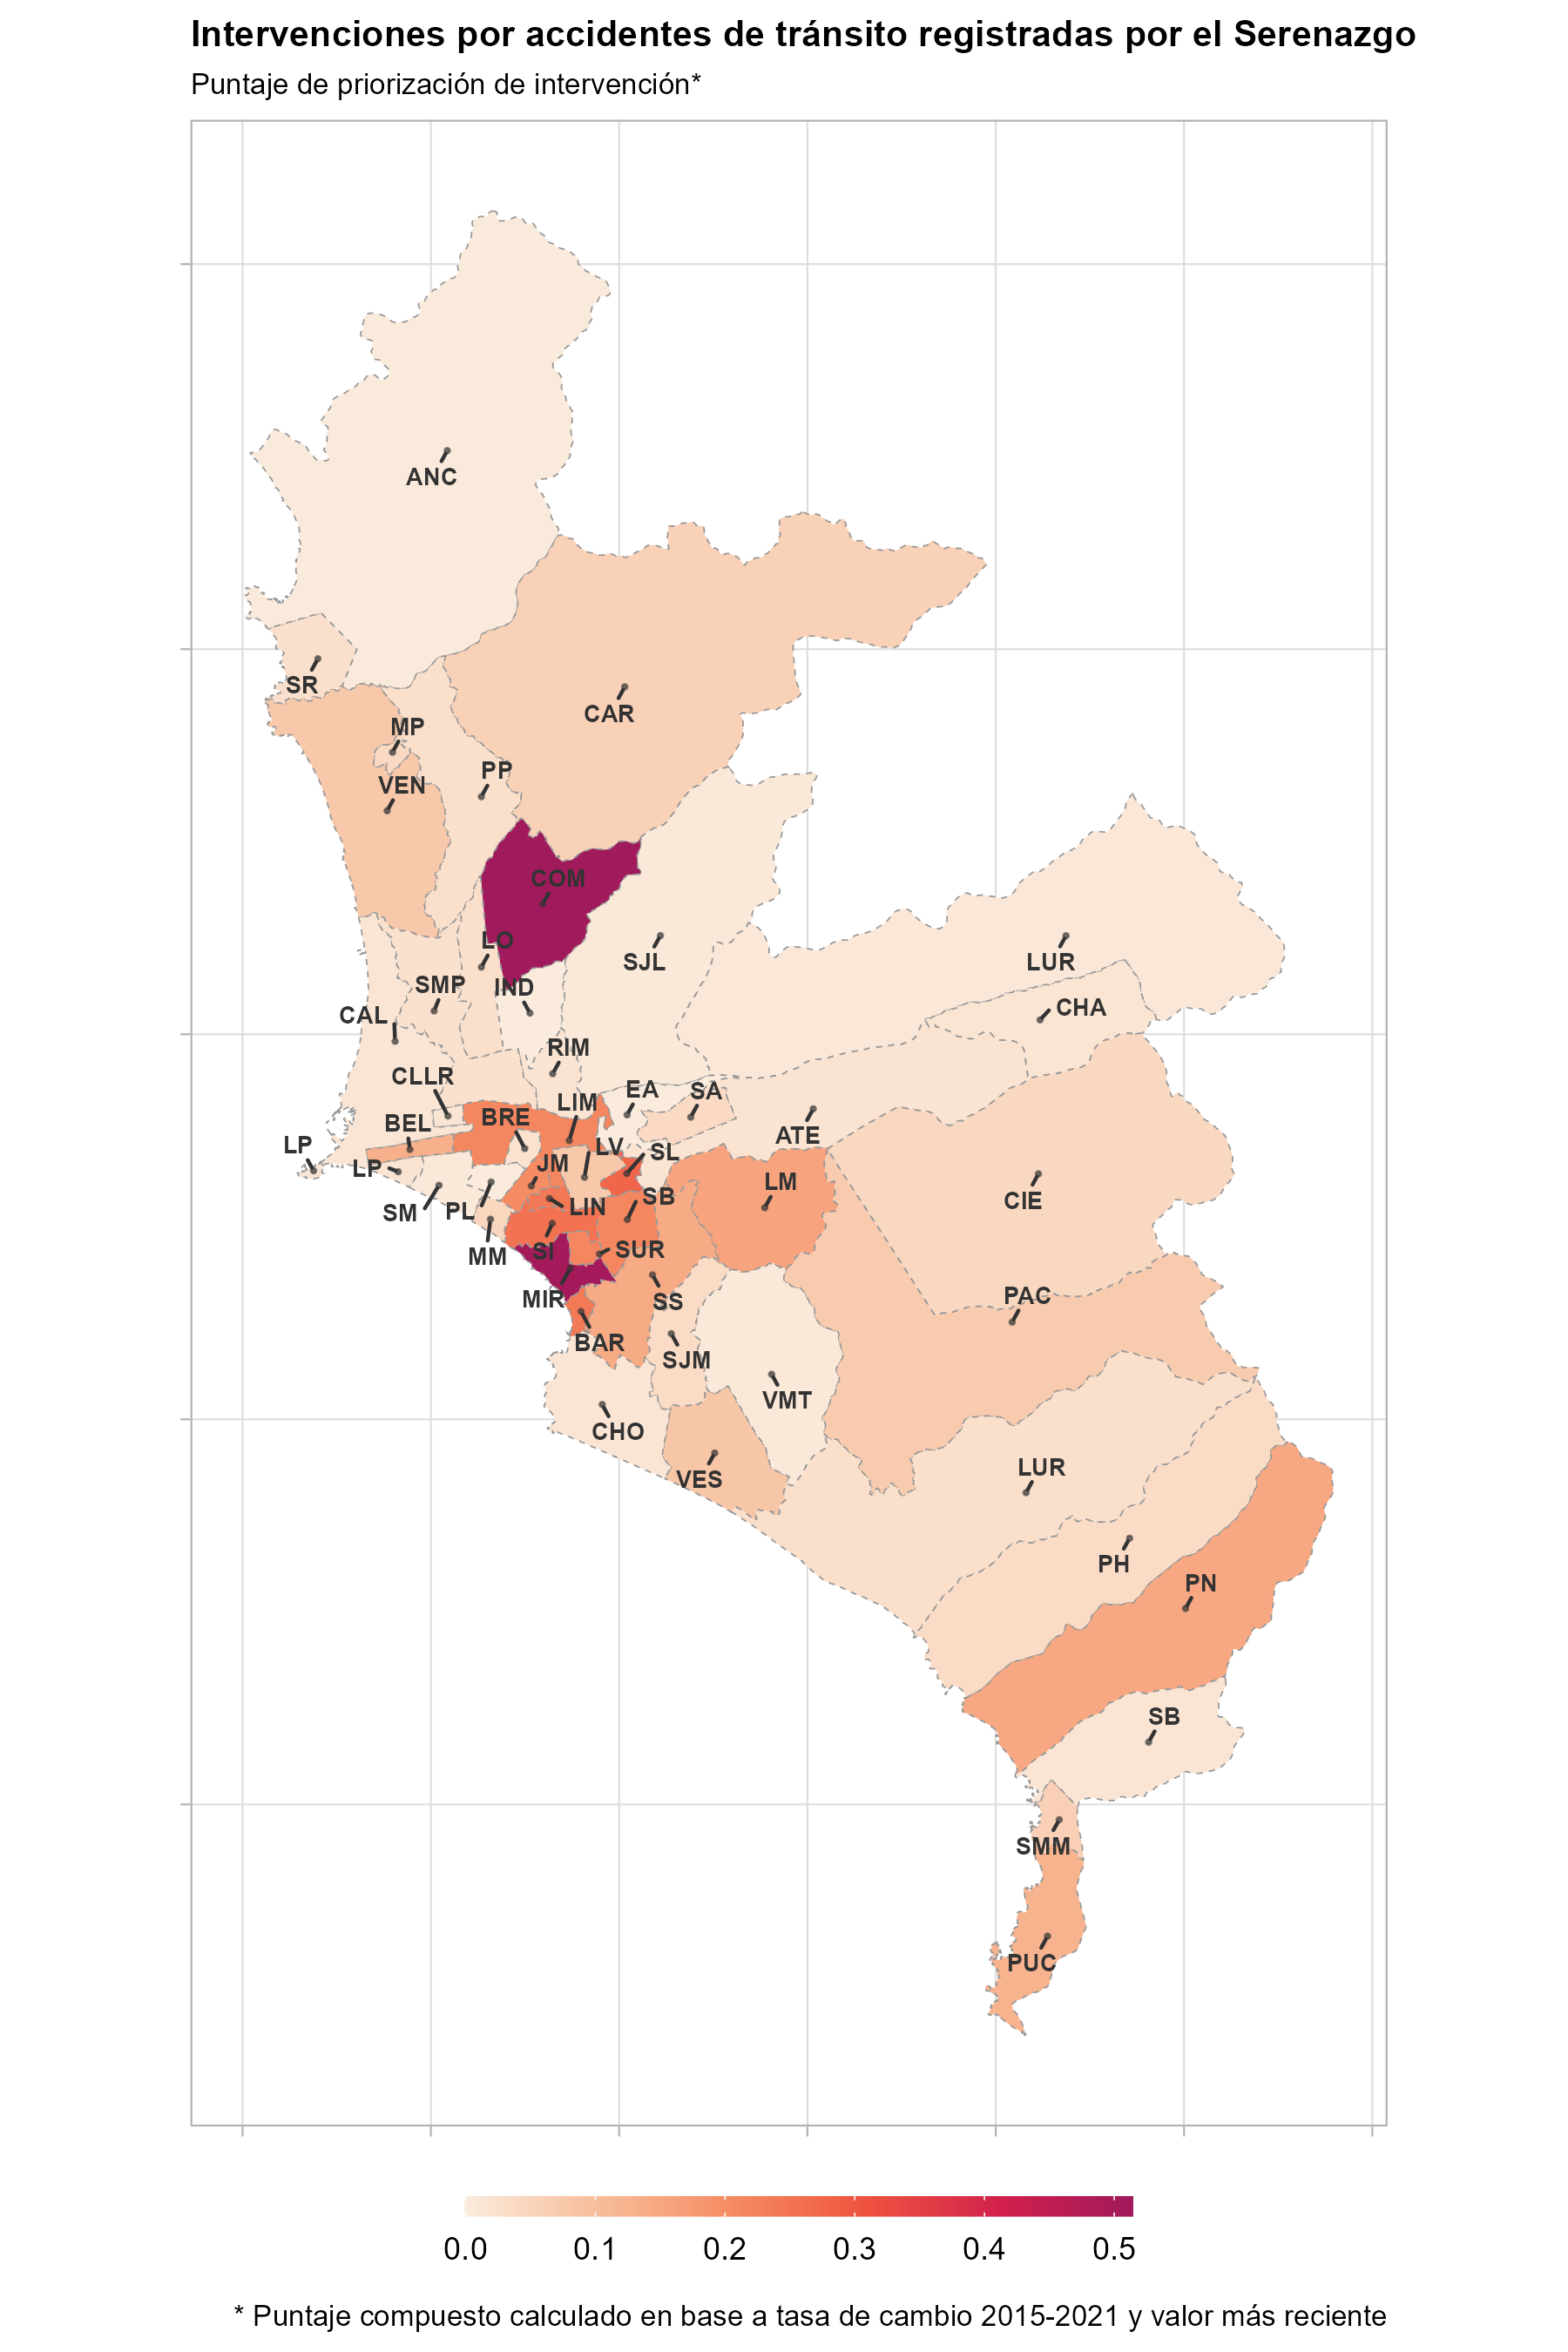 Intervenciones por accidentes de tránsito registradas por el Serenazgo
Puntaje de priorización de intervención*
ANC
SR
CAR
MP
PP
VEN
COM
LO
SJL
LUR
SMP
IND
CHA
CAL
RIM
CLLR
EA
SA
LIM
BEL
BRE
ATE
LP
LV
SL
LP
JM
LM
CIE
SB
SM
PL
LIN
MM
SI
SUR
PAC
MIR
SS
BAR
SJM
VMT
CHO
LUR
VES
PH
PN
SB
SMM
PUC
0.0 0.1 0.2 0.3 0.4 0.5
* Puntaje compuesto calculado en base a tasa de cambio 2015-2021 y valor más reciente